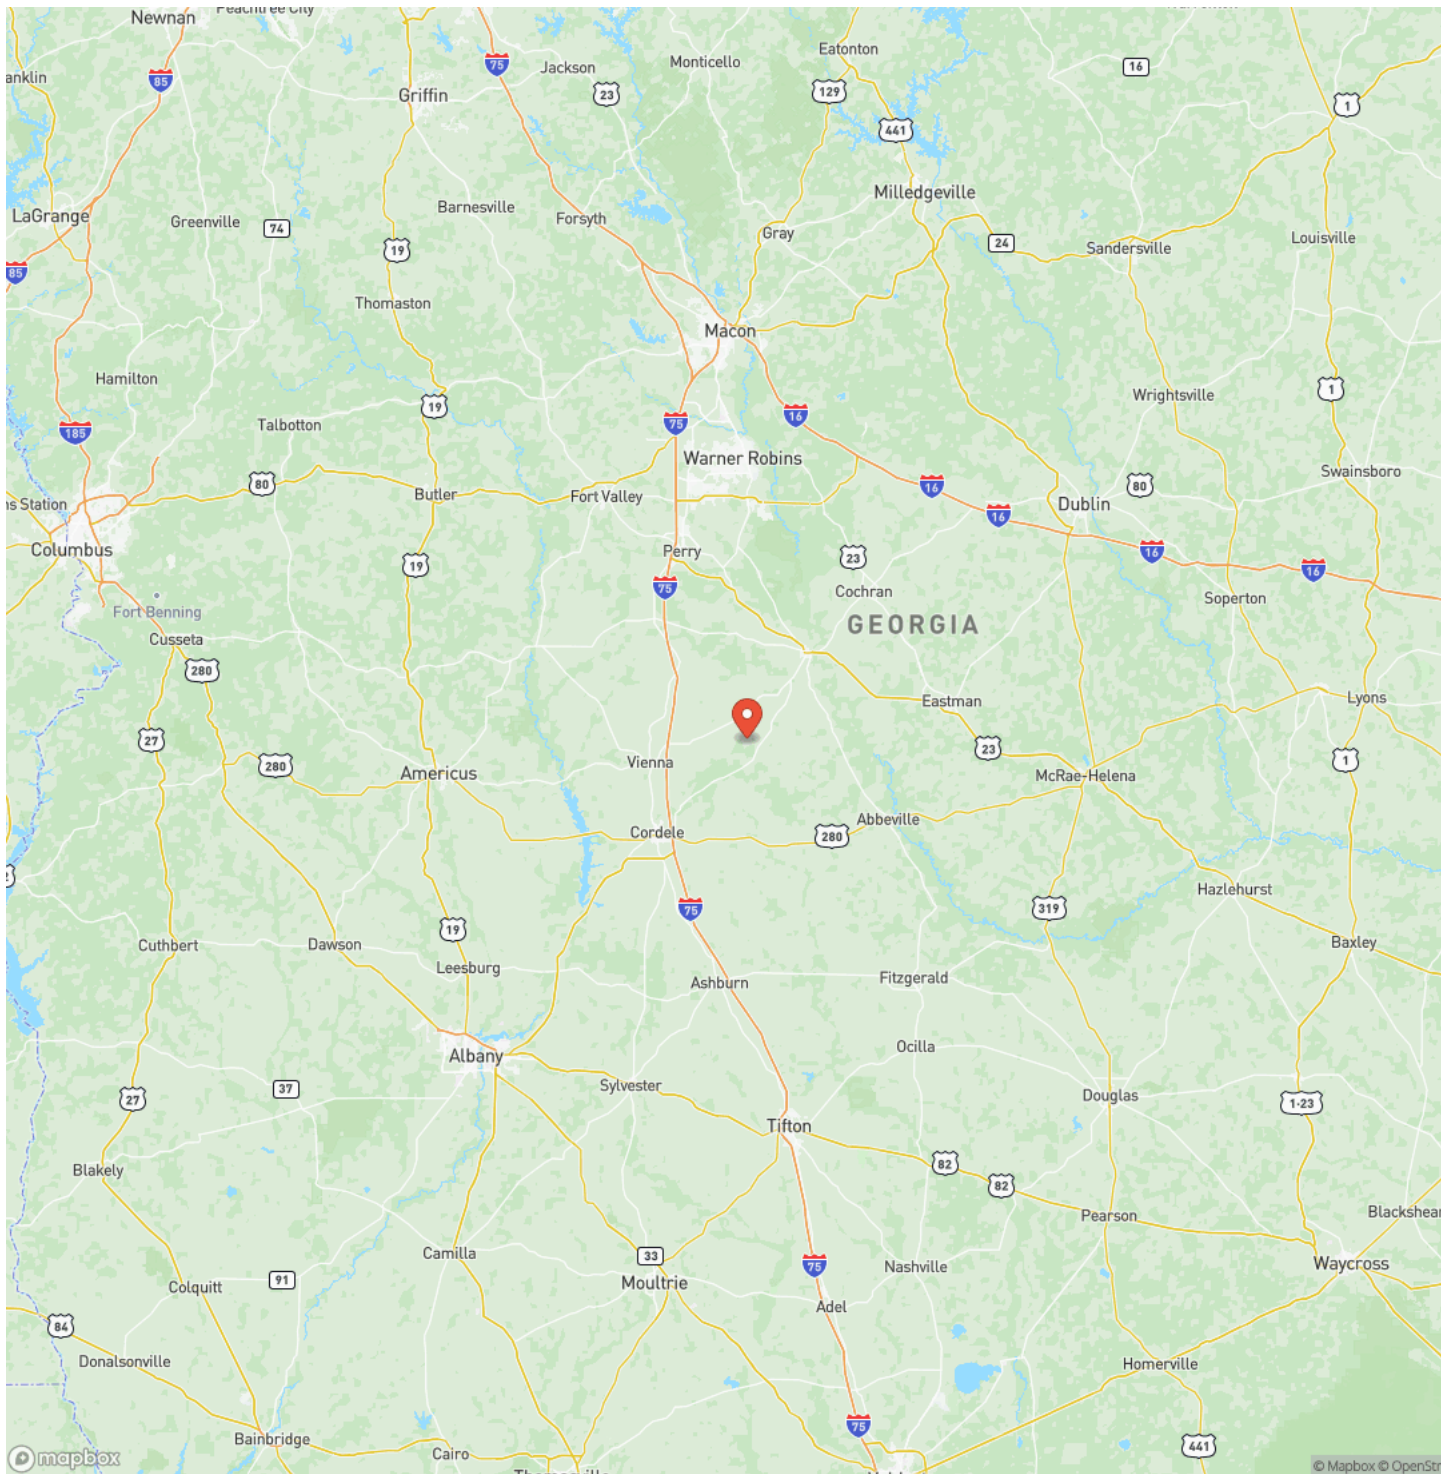 Newnan
Peachtree City
Eatonton
Monticello
Jackson
75
16
anklin
85
Griffin
23
129
1
441
Milledgeville
LaGrange
Greenville
Barnesville
Forsyth
74
Gray
24
Louisville
Sandersville
19
85
Thomaston
Macon
Hamilton
1
Wrightsville
19
16
75
Talbotton
185
Warner Robins
Swainsboro
80
16
80
Butler
Fort Valley
ns Station
Dublin
16
Columbus
Perry
16
23
19
16
75
Cochran
Soperton
Fort Benning
GEORGIA
Cusseta
280
Lyons
Eastman
27
23
280
Vienna
1
Americus
McRae-Helena
Abbeville
Cordele
280
Hazlehurst
319
75
19
Baxley
Cuthbert
Dawson
Leesburg
Fitzgerald
Ashburn
Ocilla
Albany
Sylvester
37
27
Douglas
1-23
Tifton
82
Blakely
82
Blackshear
Pearson
Camilla
33
75
Waycross
Nashville
91
Moultrie
Colquitt
Adel
84
Donalsonville
Homerville
75
Bainbridge
441
Cairo
mapbox
© Mapbox © OpenStr